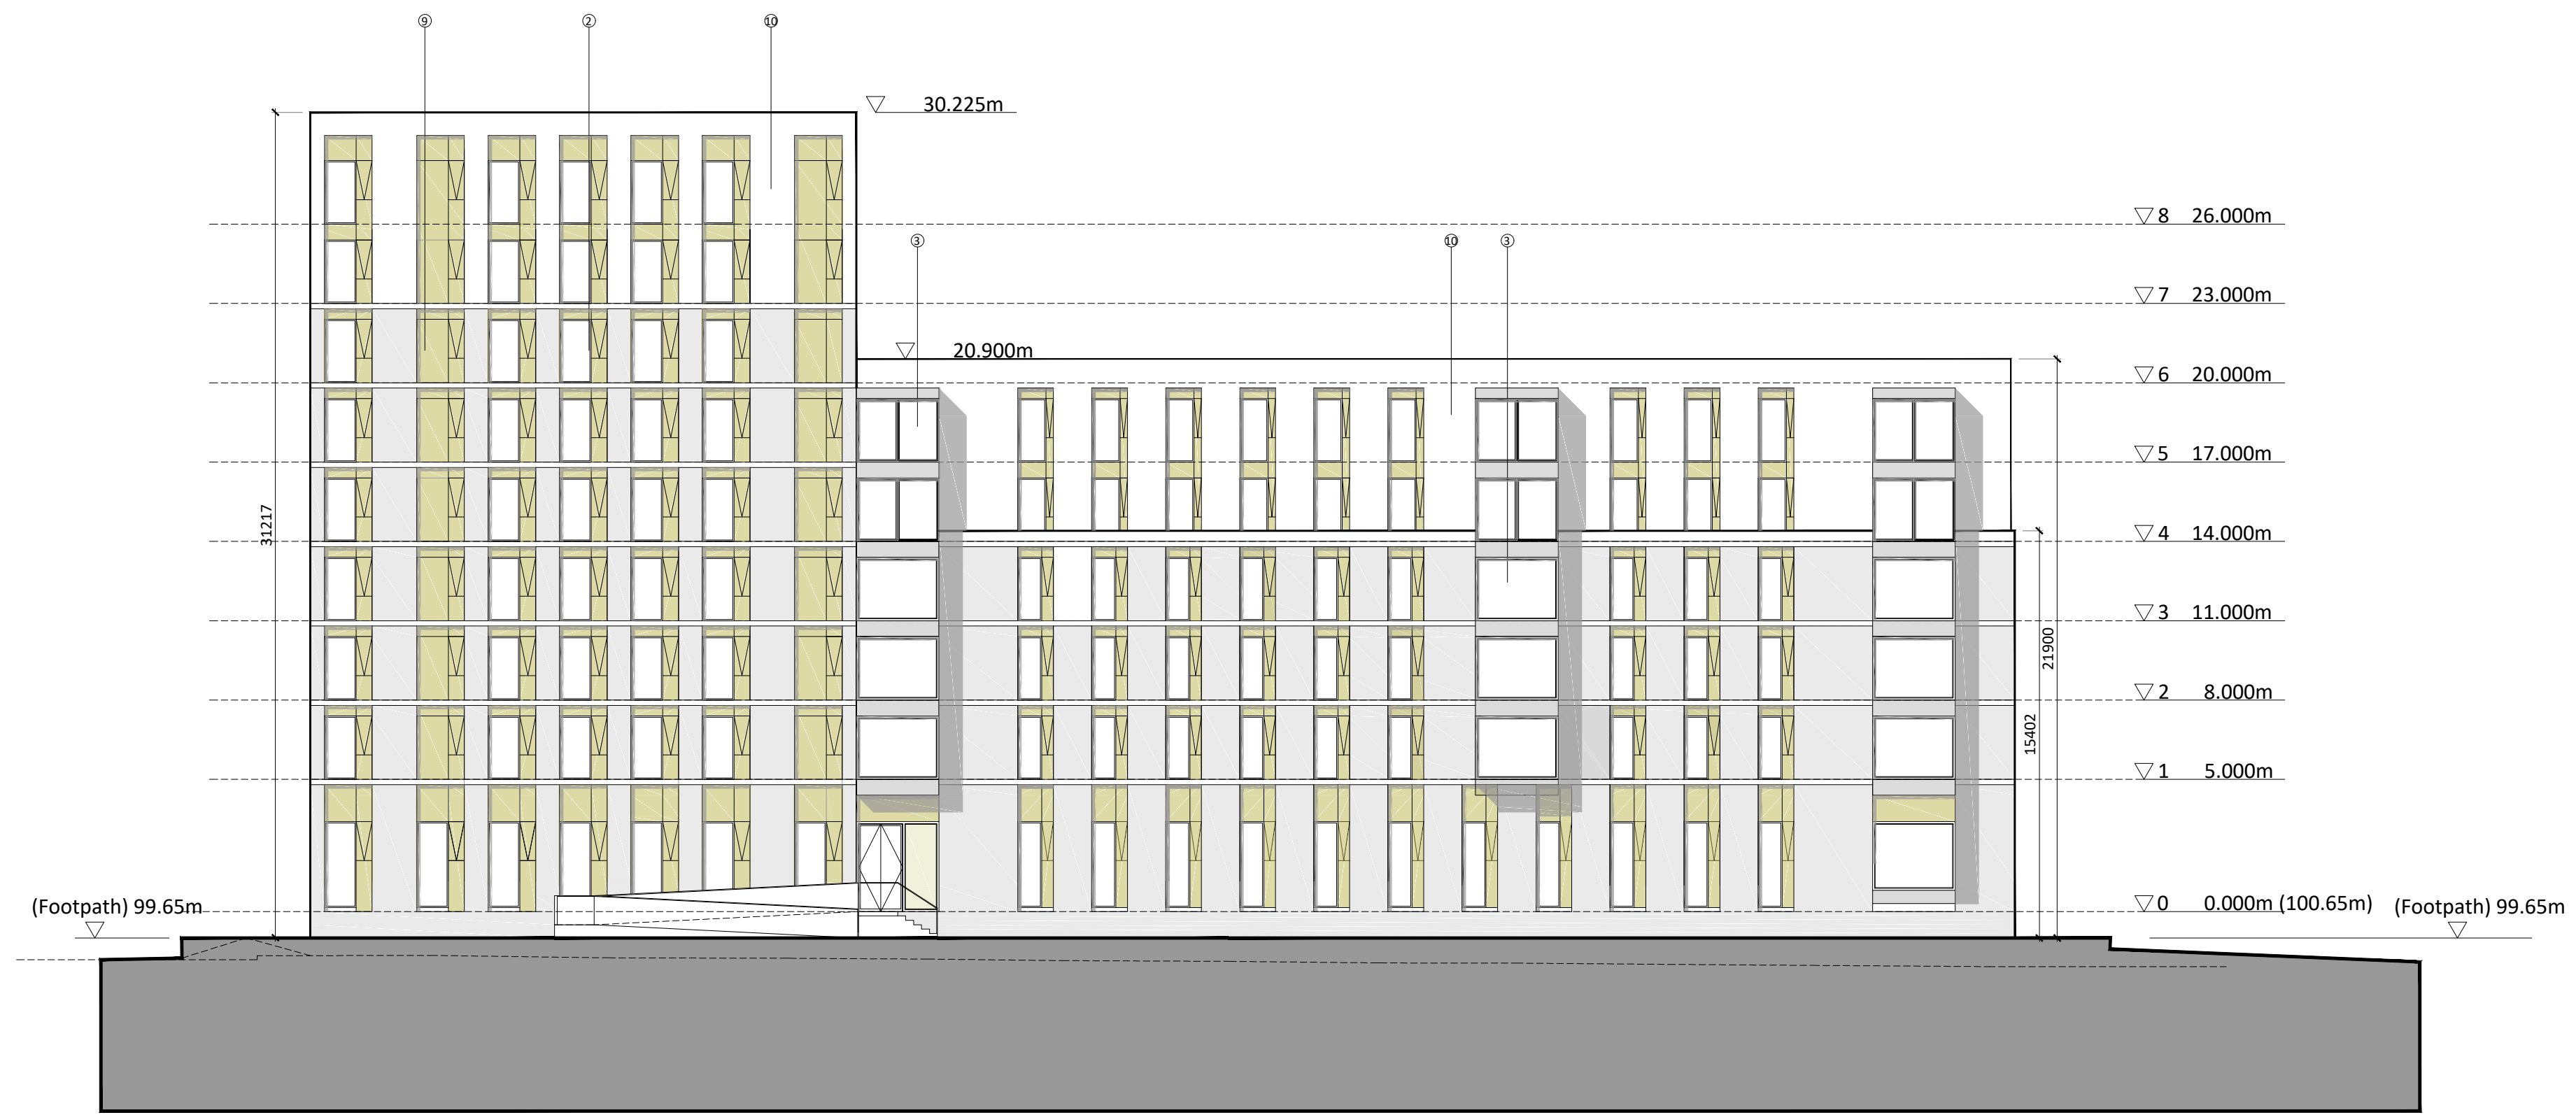 9
2
10
30.225m
8 26.000m
3
10
3
7 23.000m
20.900m
6 20.000m
5 17.000m
31217
4 14.000m
3 11.000m
21900
2 8.000m
15402
1 5.000m
(Footpath) 99.65m
0 0.000m (100.65m)
(Footpath) 99.65m